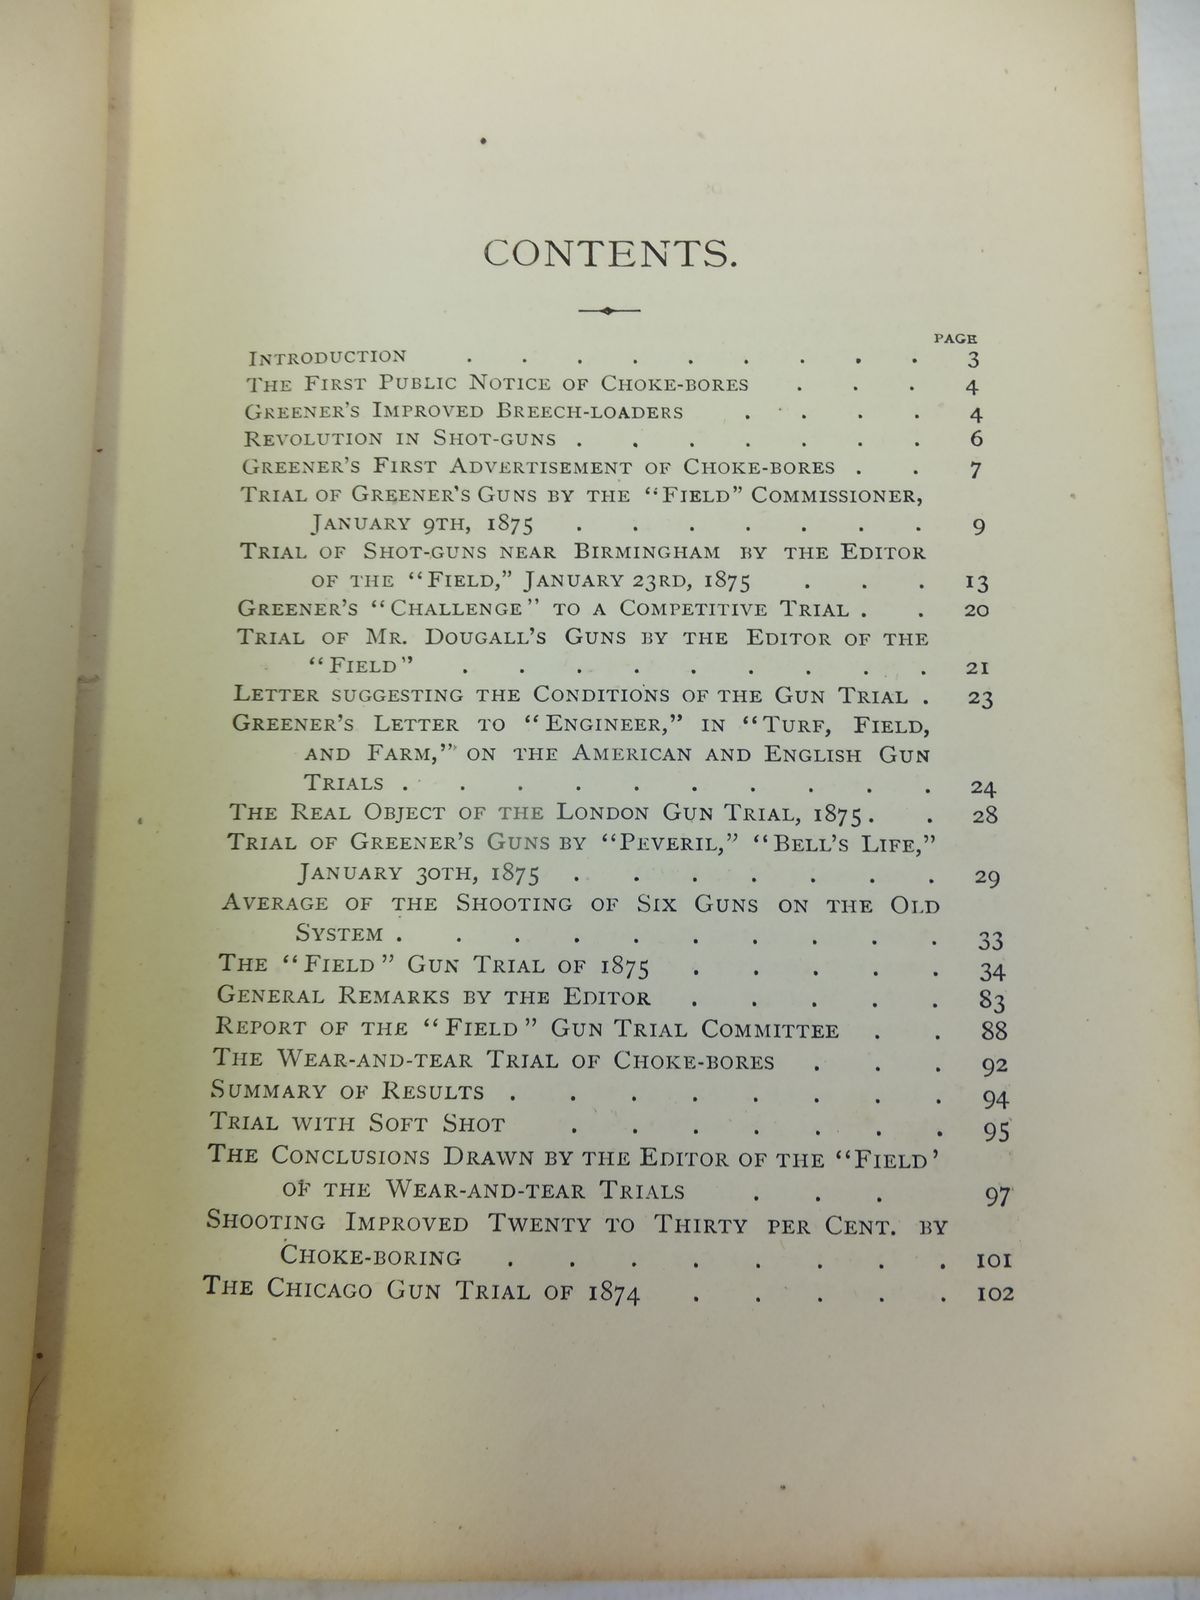 CONTENTS.
PAGE
INTRODUCTION . . . . . . . . . 3
THE FIRST PUBLIC NOTICE OF CHOKE-BORES . . . 4
GREENER'S IMPROVED BREECH-LOADERS . . . . 4
REVOLUTION IN SHOT-GUNS . . . . . . . 6
GREENER'S FIRST ADVERTISEMENT OF CHOKE-BORES . . 7
TRIAL OF GREENER'S GUNS BY THE "FIELD" COMMISSIONER,
JANUARY 9TH, 1875 . . . . . . . 9
TRIAL OF SHOT-GUNS NEAR BIRMINGHAM BY THE EDITOR
OF THE "FIELD," JANUARY 23RD, 1875 . . . 13
GREENER'S "CHALLENGE" TO A COMPETITIVE TRIAL . . 20
TRIAL OF MR. DOUGALL'S GUNS BY THE EDITOR OF THE
"FIELD" . . . . . . . . . 21
LETTER SUGGESTING THE CONDITIONS OF THE GUN TRIAL . 23
GREENER'S LETTER TO "ENGINEER," IN "TURF, FIELD,
AND FARM," ON THE AMERICAN AND ENGLISH GUN
TRIALS . . . . . . . . . . 24
THE REAL OBJECT OF THE LONDON GUN TRIAL, 1875 . . 28
TRIAL OF GREENER'S GUNS BY "PEVERIL," "BELL'S LIFE,"
JANUARY 30TH, 1875 . . . . . . . 29
AVERAGE OF THE SHOOTING OF SIX GUNS ON THE OLD
SYSTEM . . . . . . . . . . 33
THE "FIELD" GUN TRIAL OF 1875 . . . . . 34
GENERAL REMARKS BY THE EDITOR . . . . . 83
REPORT OF THE "FIELD" GUN TRIAL COMMITTEE . . 88
THE WEAR-AND-TEAR TRIAL OF CHOKE-BORES . . . 92
SUMMARY OF RESULTS . . . . . . . . 94
TRIAL WITH SOFT SHOT . . . . . . . 95
THE CONCLUSIONS DRAWN BY THE EDITOR OF THE "FIELD'
OF THE WEAR-AND-TEAR TRIALS . . . 97
SHOOTING IMPROVED TWENTY TO THIRTY PER CENT. BY
CHOKE-BORING . . . . . . . . 101
THE CHICAGO GUN TRIAL OF 1874 . . . . . 102